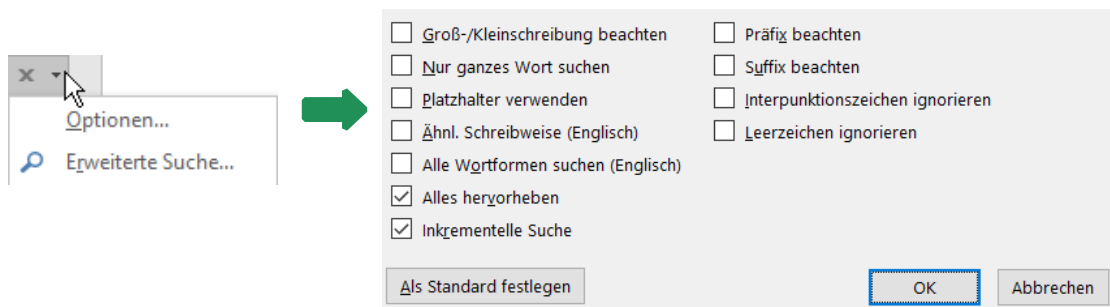 Optionen...
Erweiterte Suche...
Groß-/Kleinschreibung beachten
Nur ganzes Wort suchen
Platzhalter verwenden
Ähnl. Schreibweise (Englisch)
Alle Wortformen suchen (Englisch)
Alles hervorheben
Inkrementelle Suche
Präfix beachten
Suffix beachten
Interpunktionszeichen ignorieren
Leerzeichen ignorieren
Als Standard festlegen
OK
Abbrechen